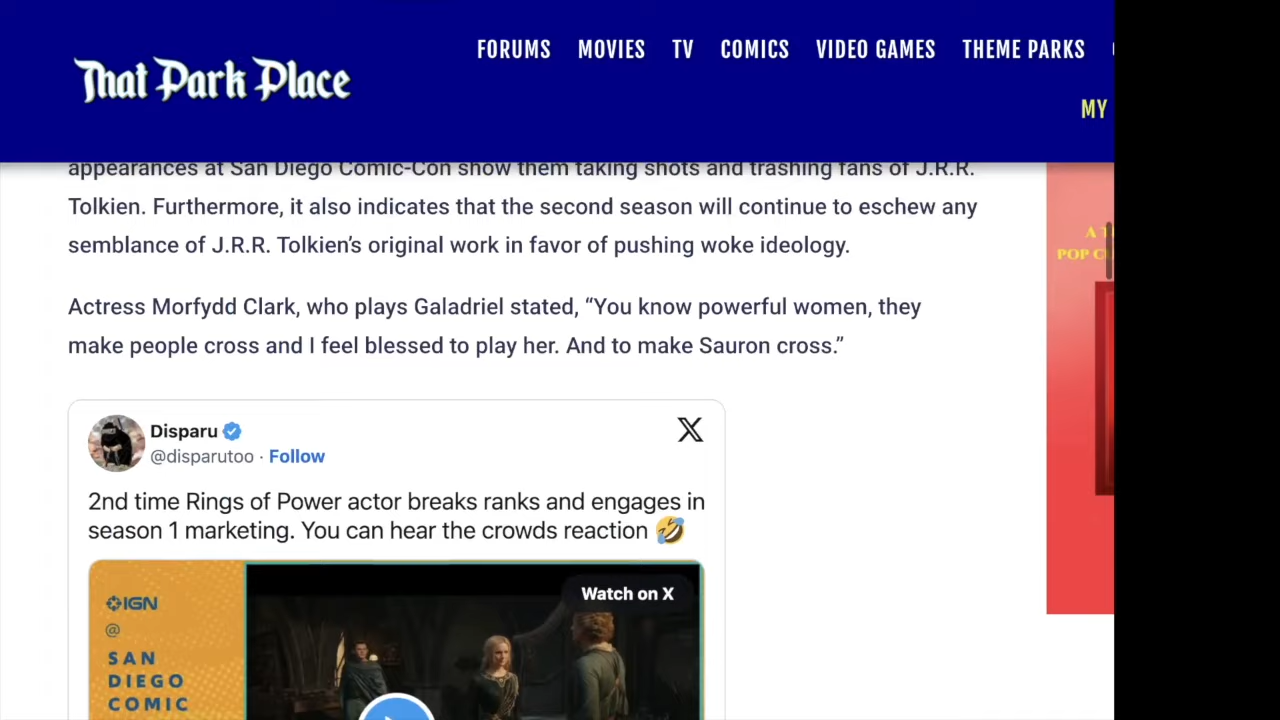 FORUMS MOVIES TV COMICS VIDEO GAMES THEME PARKS
That Park Place
MY
appearances at San Diego Comic-Con show them taking shots and trashing fans of J.R.R.
Tolkien. Furthermore, it also indicates that the second season will continue to eschew any
semblance of J.R.R. Tolkien’s original work in favor of pushing woke ideology.
A T
POP C
Actress Morfydd Clark, who plays Galadriel stated, “You know powerful women, they
make people cross and I feel blessed to play her. And to make Sauron cross.”
Disparu
@disparutoo · Follow
X
2nd time Rings of Power actor breaks ranks and engages in
season 1 marketing. You can hear the crowds reaction 🤣
Watch on X
IGN
@
SAN
DIEGO
COMIC